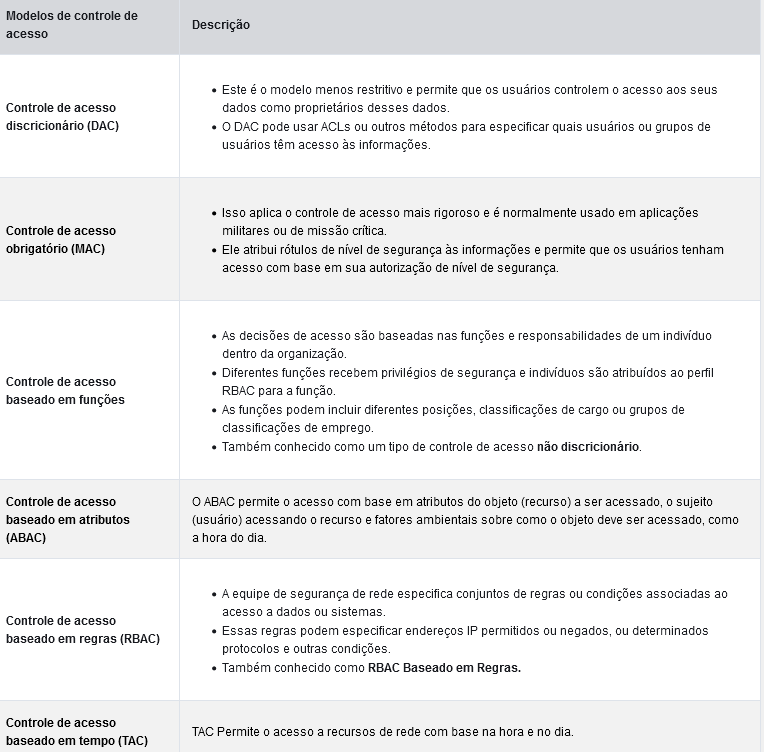 Modelos de controle de
acesso
Descrição
Controle de acesso
discricionário (DAC)
• Este é o modelo menos restritivo e permite que os usuários controlem o acesso aos seus
dados como proprietários desses dados.
• O DAC pode usar ACLs ou outros métodos para especificar quais usuários ou grupos de
usuários têm acesso às informações.
Controle de acesso
obrigatório (MAC)
• Isso aplica o controle de acesso mais rigoroso e é normalmente usado em aplicações
militares ou de missão crítica.
• Ele atribui rótulos de nível de segurança às informações e permite que os usuários tenham
acesso com base em sua autorização de nível de segurança.
Controle de acesso
baseado em funções
• As decisões de acesso são baseadas nas funções e responsabilidades de um indivíduo
dentro da organização.
• Diferentes funções recebem privilégios de segurança e indivíduos são atribuídos ao perfil
RBAC para a função.
• As funções podem incluir diferentes posições, classificações de cargo ou grupos de
classificações de emprego.
• Também conhecido como um tipo de controle de acesso não discricionário.
Controle de acesso
baseado em atributos
(ABAC)
O ABAC permite o acesso com base em atributos do objeto (recurso) a ser acessado, o sujeito
(usuário) acessando o recurso e fatores ambientais sobre como o objeto deve ser acessado, como
a hora do dia.
Controle de acesso
baseado em regras (RBAC)
• A equipe de segurança de rede especifica conjuntos de regras ou condições associadas ao
acesso a dados ou sistemas.
• Essas regras podem especificar endereços IP permitidos ou negados, ou determinados
protocolos e outras condições.
• Também conhecido como RBAC Baseado em Regras.
Controle de acesso
baseado em tempo (TAC)
TAC Permite o acesso a recursos de rede com base na hora e no dia.